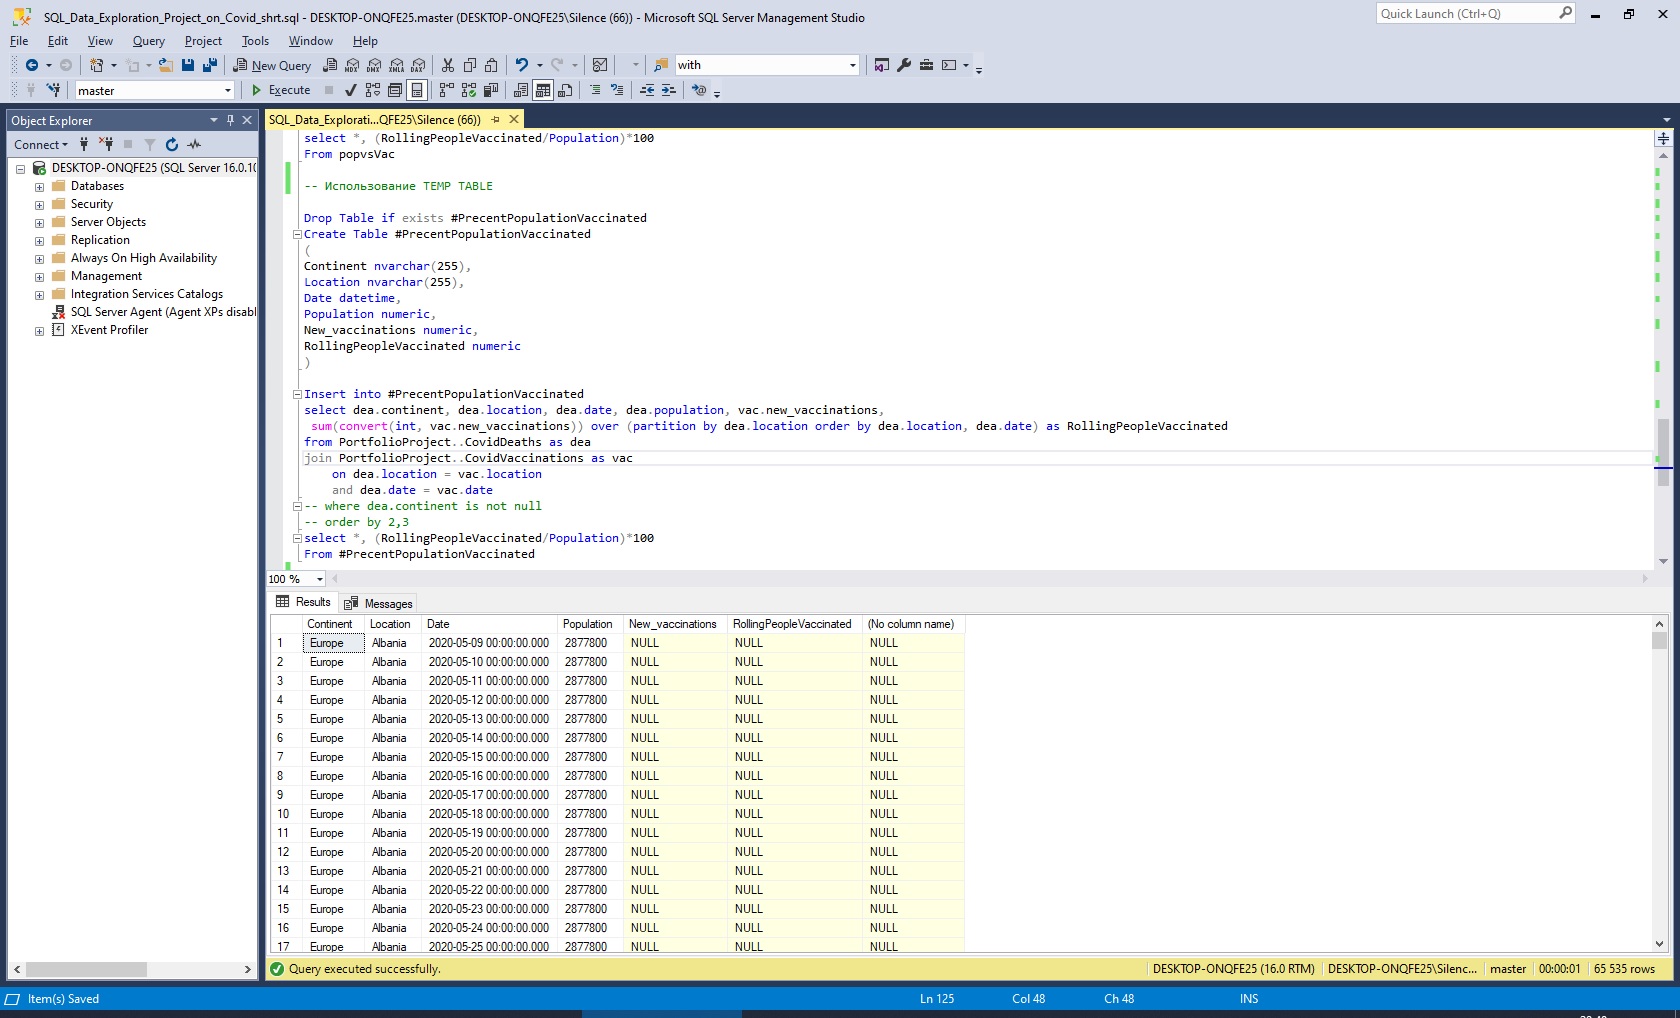 SQL_Data_Exploration_Project_on_Covid_shrt.sql - DESKTOP-ONQFE25.master (DESKTOP-ONQFE25\Silence (66)) - Microsoft SQL Server Management Studio
Quick Launch (Ctrl+Q)
File Edit View Query Project Tools Window Help
New Query MDX DMX XMLA DAX with
master Execute
Object Explorer
SQL_Data_Explorati...QFE25\Silence (66))
Connect
DESKTOP-ONQFE25 (SQL Server 16.0.10
Databases
Security
Server Objects
Replication
Always On High Availability
Management
Integration Services Catalogs
SQL Server Agent (Agent XPs disabl
XEvent Profiler
select *, (RollingPeopleVaccinated/Population)*100
From popvsVac
-- Использование TEMP TABLE
Drop Table if exists #PrecentPopulationVaccinated
Create Table #PrecentPopulationVaccinated
(
Continent nvarchar(255),
Location nvarchar(255),
Date datetime,
Population numeric,
New_vaccinations numeric,
RollingPeopleVaccinated numeric
)
Insert into #PrecentPopulationVaccinated
select dea.continent, dea.location, dea.date, dea.population, vac.new_vaccinations,
sum(convert(int, vac.new_vaccinations)) over (partition by dea.location order by dea.location, dea.date) as RollingPeopleVaccinated
from PortfolioProject..CovidDeaths as dea
join PortfolioProject..CovidVaccinations as vac
on dea.location = vac.location
and dea.date = vac.date
-- where dea.continent is not null
-- order by 2,3
select *, (RollingPeopleVaccinated/Population)*100
From #PrecentPopulationVaccinated
100 %
Results Messages
Continent Location Date Population New_vaccinations RollingPeopleVaccinated (No column name)
1 Europe Albania 2020-05-09 00:00:00.000 2877800 NULL NULL NULL
2 Europe Albania 2020-05-10 00:00:00.000 2877800 NULL NULL NULL
3 Europe Albania 2020-05-11 00:00:00.000 2877800 NULL NULL NULL
4 Europe Albania 2020-05-12 00:00:00.000 2877800 NULL NULL NULL
5 Europe Albania 2020-05-13 00:00:00.000 2877800 NULL NULL NULL
6 Europe Albania 2020-05-14 00:00:00.000 2877800 NULL NULL NULL
7 Europe Albania 2020-05-15 00:00:00.000 2877800 NULL NULL NULL
8 Europe Albania 2020-05-16 00:00:00.000 2877800 NULL NULL NULL
9 Europe Albania 2020-05-17 00:00:00.000 2877800 NULL NULL NULL
10 Europe Albania 2020-05-18 00:00:00.000 2877800 NULL NULL NULL
11 Europe Albania 2020-05-19 00:00:00.000 2877800 NULL NULL NULL
12 Europe Albania 2020-05-20 00:00:00.000 2877800 NULL NULL NULL
13 Europe Albania 2020-05-21 00:00:00.000 2877800 NULL NULL NULL
14 Europe Albania 2020-05-22 00:00:00.000 2877800 NULL NULL NULL
15 Europe Albania 2020-05-23 00:00:00.000 2877800 NULL NULL NULL
16 Europe Albania 2020-05-24 00:00:00.000 2877800 NULL NULL NULL
17 Europe Albania 2020-05-25 00:00:00.000 2877800 NULL NULL NULL
Query executed successfully. DESKTOP-ONQFE25 (16.0 RTM) DESKTOP-ONQFE25\Silenc... master 00:00:01 65 535 rows
Item(s) Saved Ln 125 Col 48 Ch 48 INS